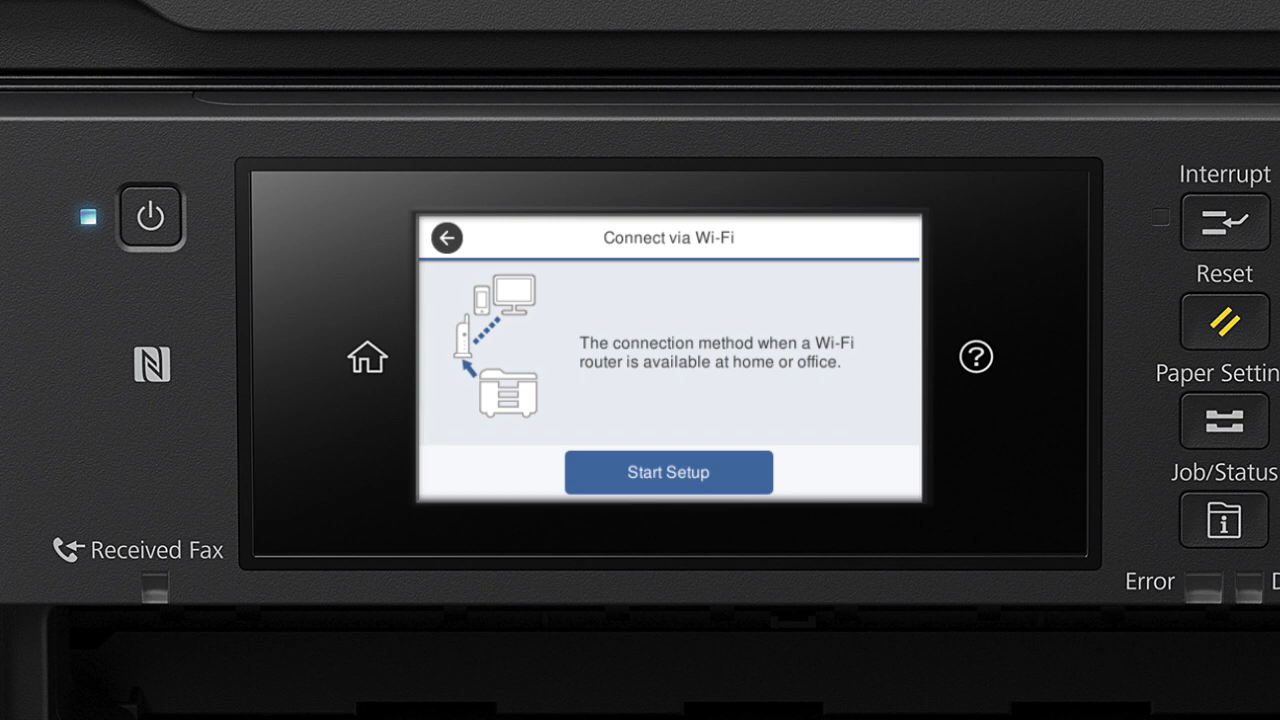 Interrupt
Connect via Wi-Fi
Reset
The connection method when a Wi-Fi
router is available at home or office.
Paper Settin
Start Setup
Job/Status
Received Fax
Error
D